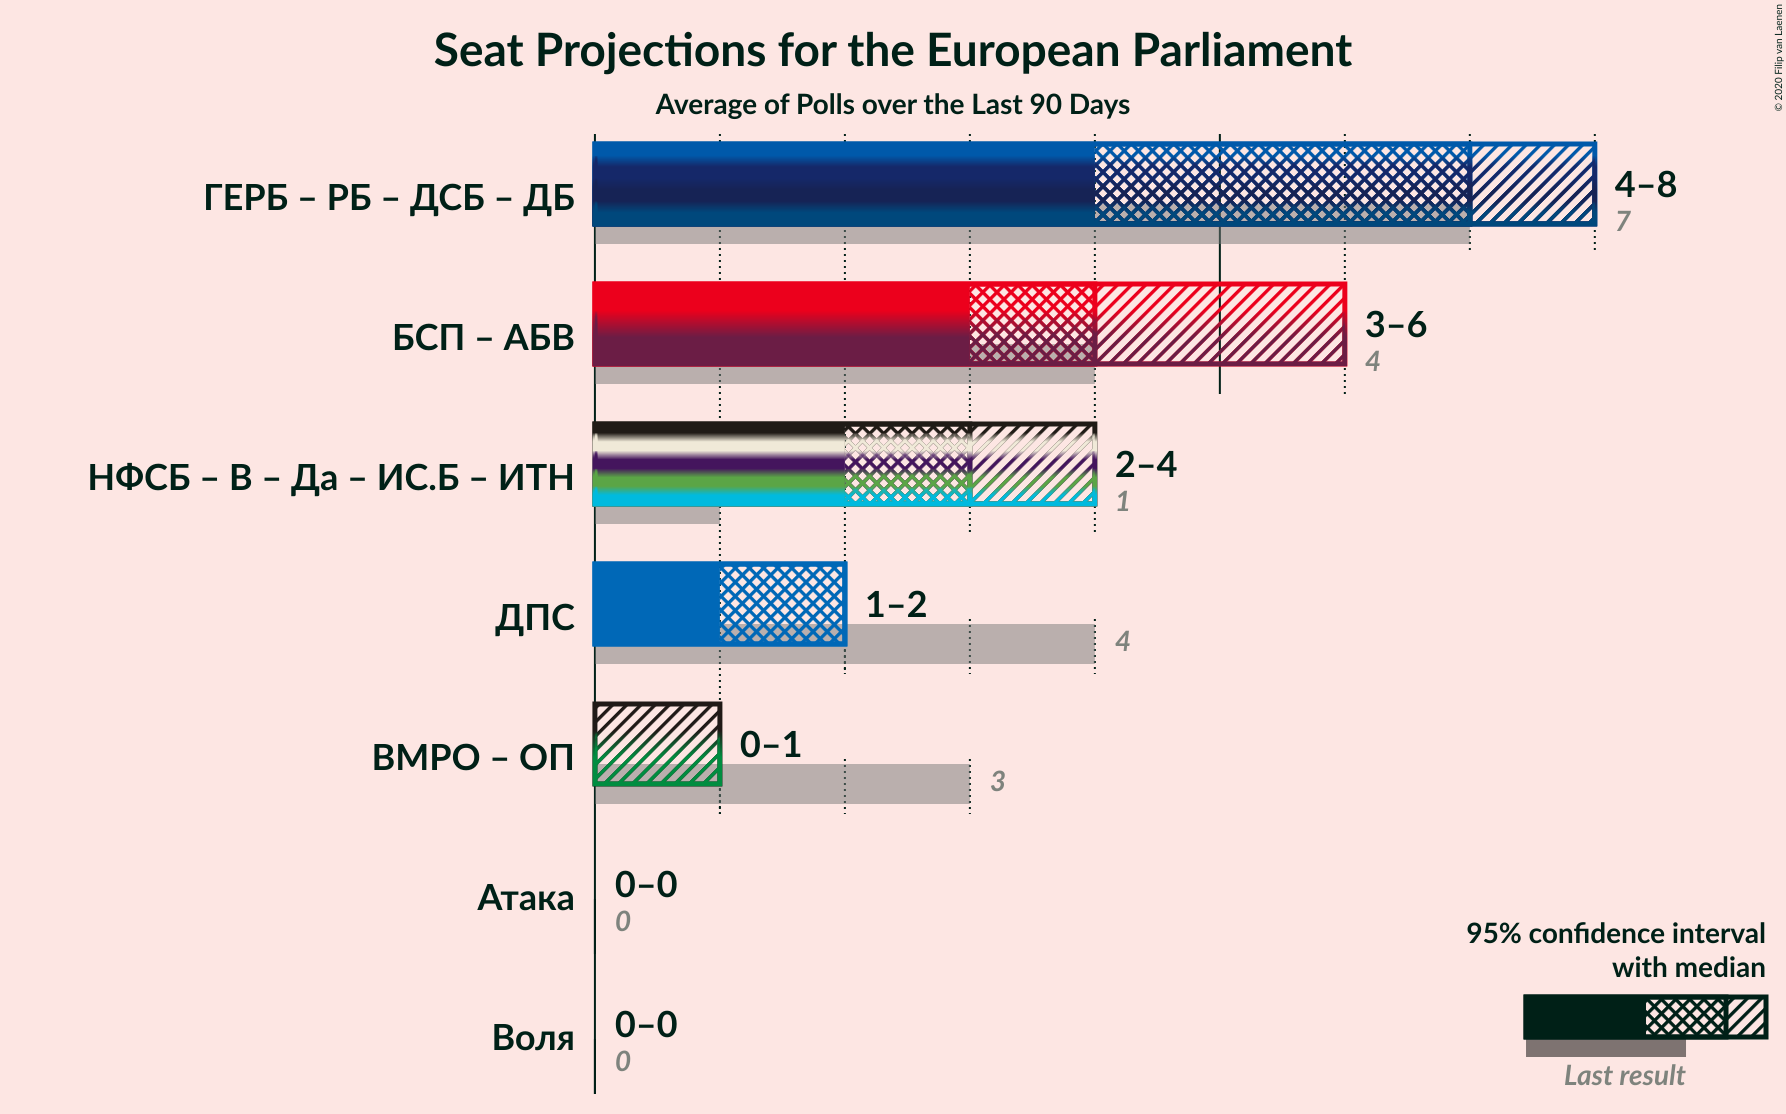 Seat Projections for the European Parliament
Average of Polls over the Last 90 Days
© 2020 Filip van Laenen
ГЕРБ – РБ – ДСБ – ДБ
4–8
7
БСП – АБВ
3–6
4
НФСБ – В – Да – ИС.Б – ИТН
2–4
1
ДПС
1–2
4
ВМРО – ОП
0–1
3
Атака
0–0
0
Воля
0–0
0
95% confidence interval
with median
Last result